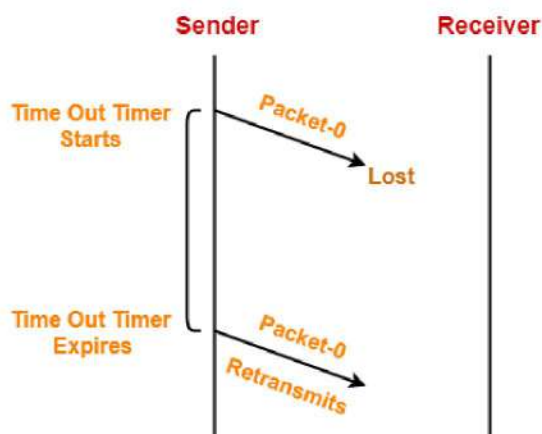 Sender
Receiver
Time Out Timer
Starts
Packet-0
Lost
Time Out Timer
Expires
Packet-0
Retransmits